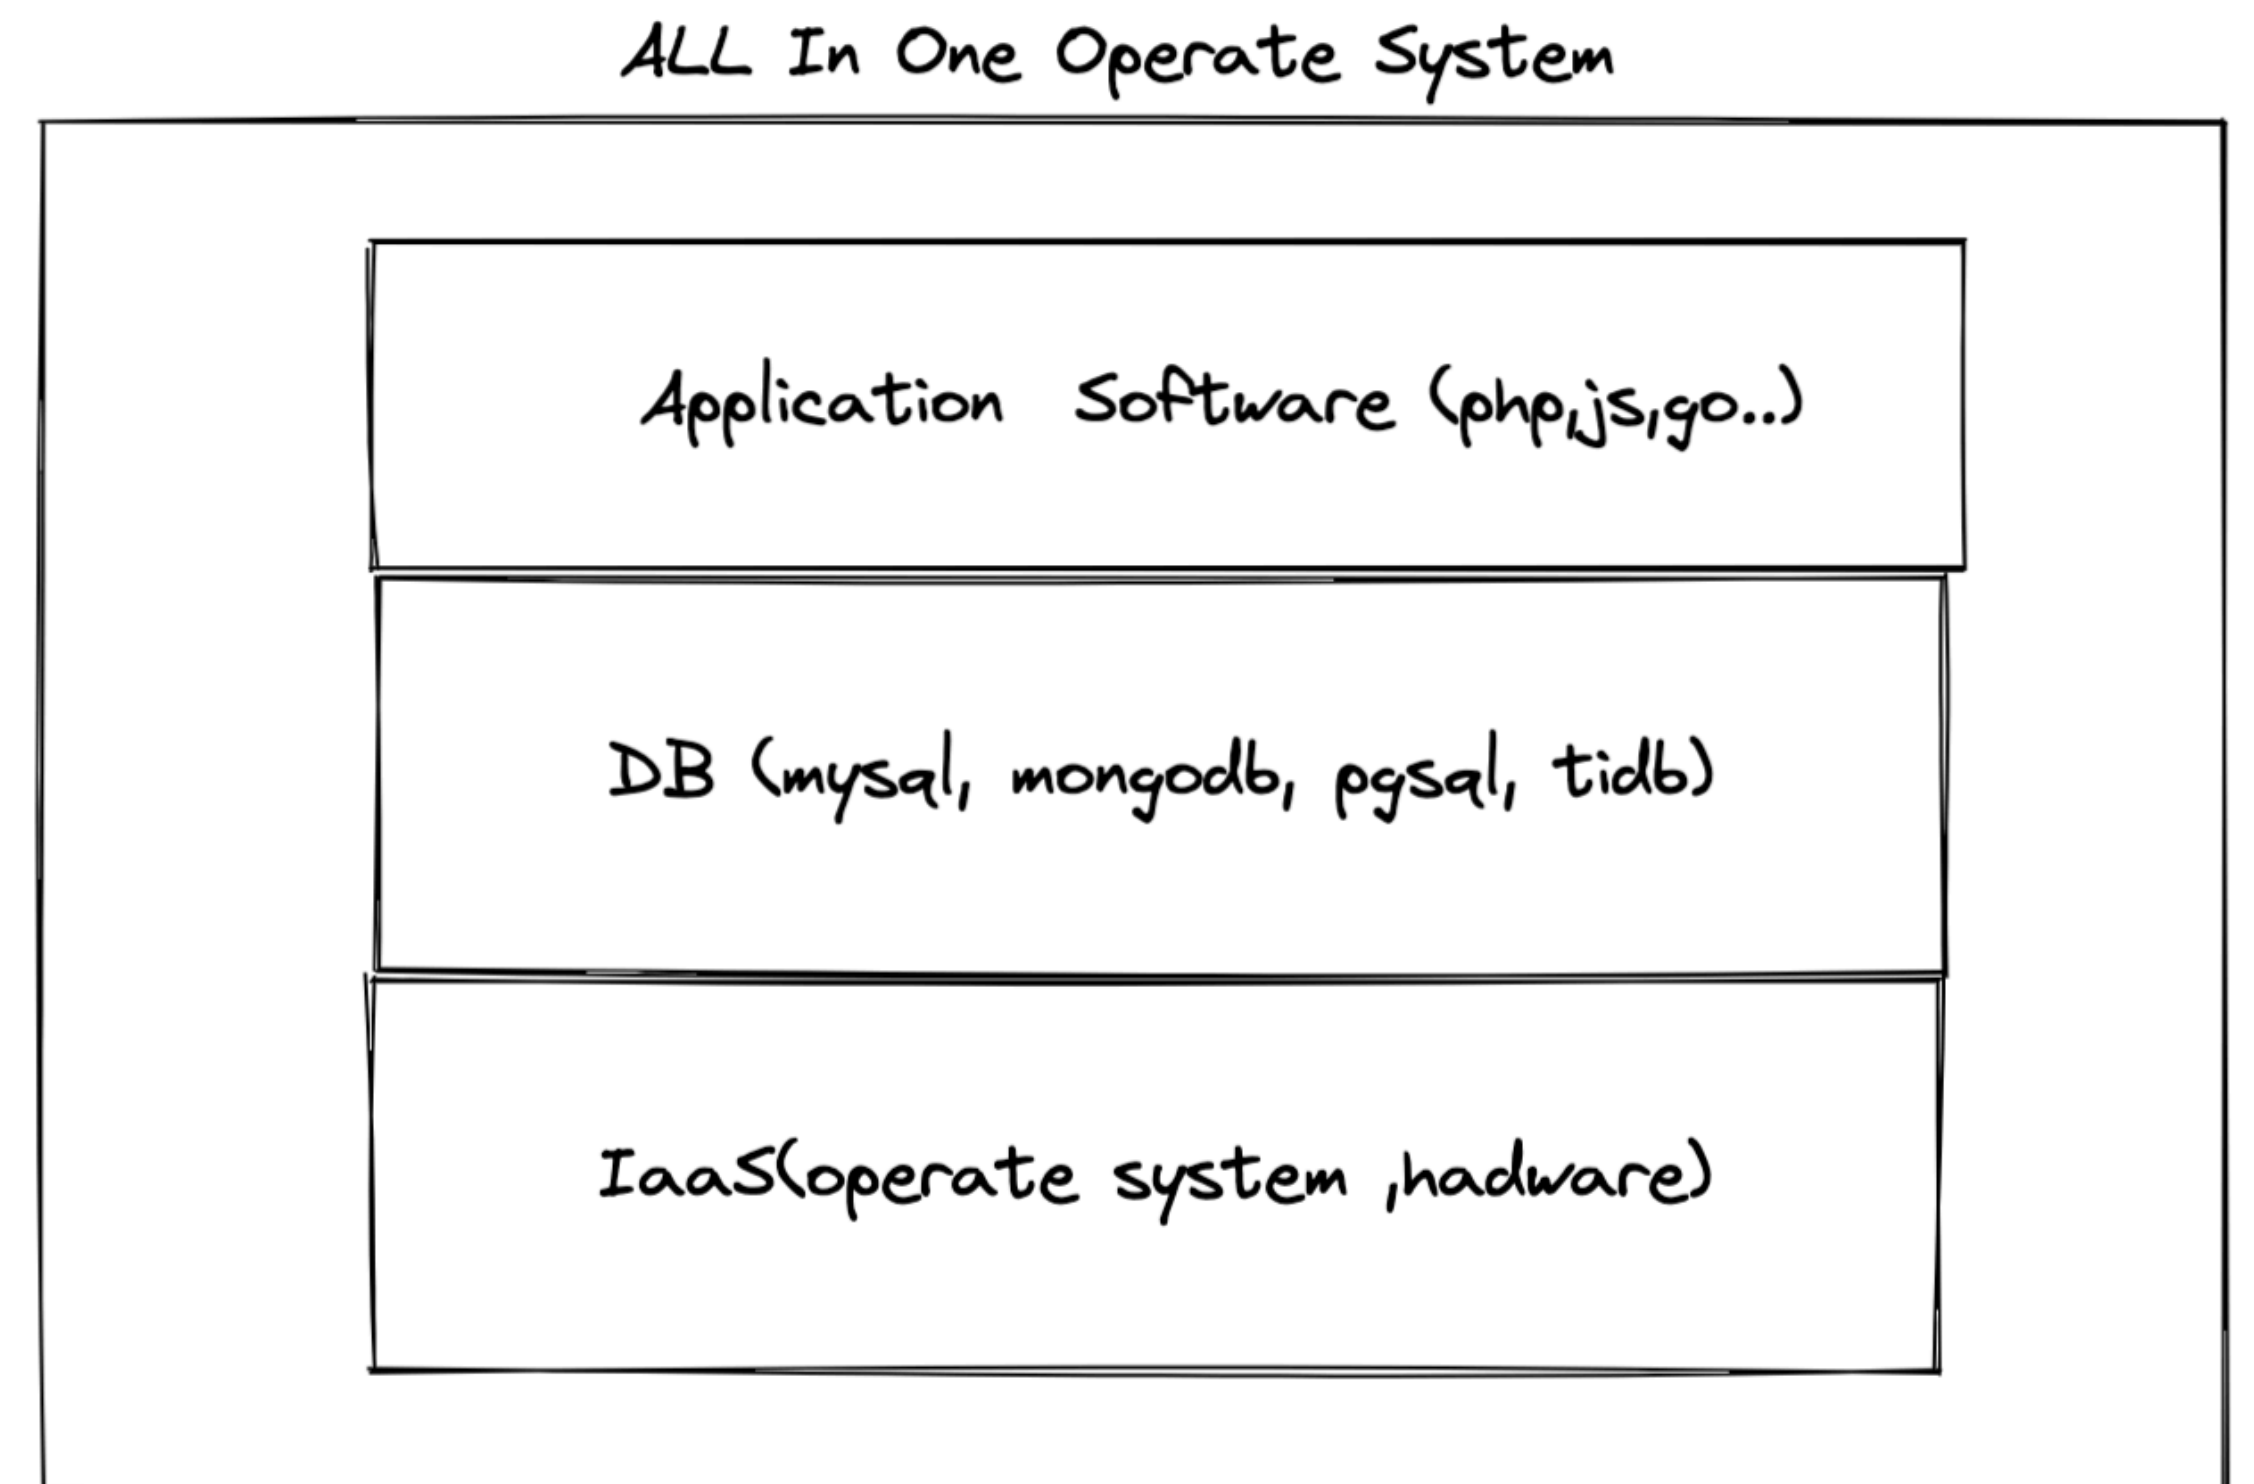 ALL In One Operate System
Application Software (php,js,go..)
DB (mysql, mongodb, pgsql, tidb)
IaaS(operate system ,hadware)